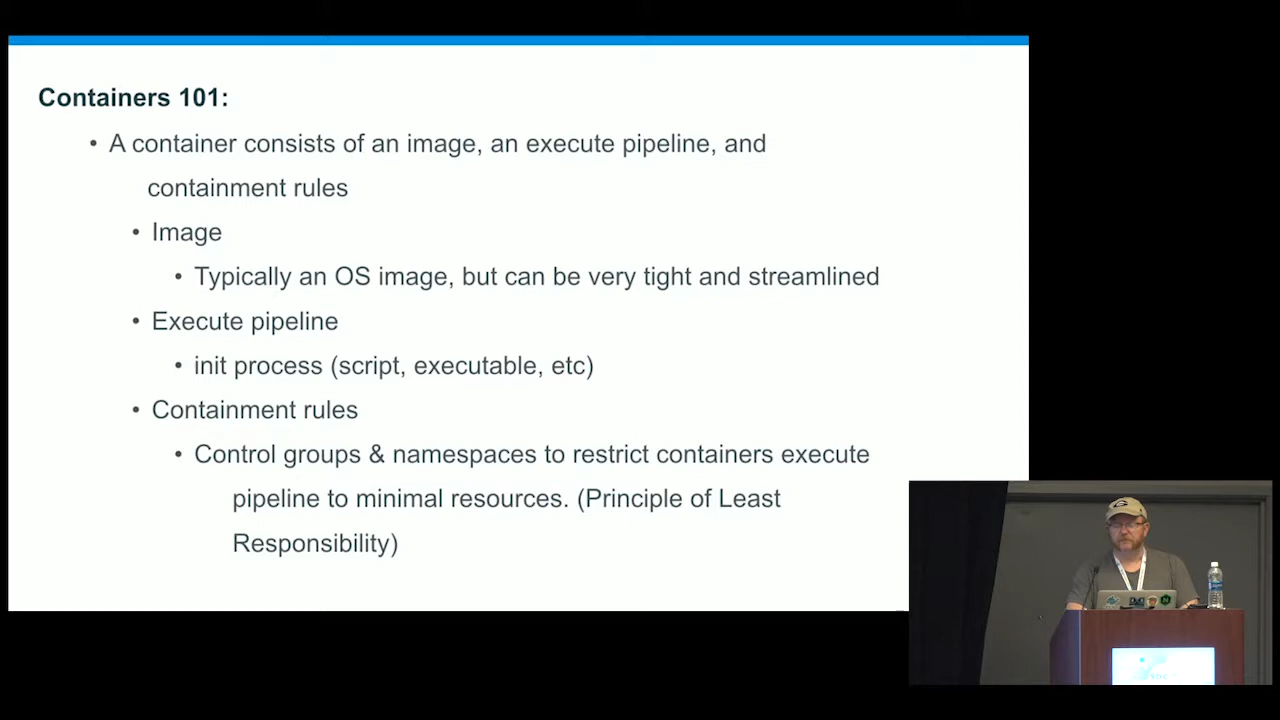 Containers 101:
• A container consists of an image, an execute pipeline, and
containment rules
• Image
• Typically an OS image, but can be very tight and streamlined
• Execute pipeline
• init process (script, executable, etc)
• Containment rules
• Control groups & namespaces to restrict containers execute
pipeline to minimal resources. (Principle of Least
Responsibility)